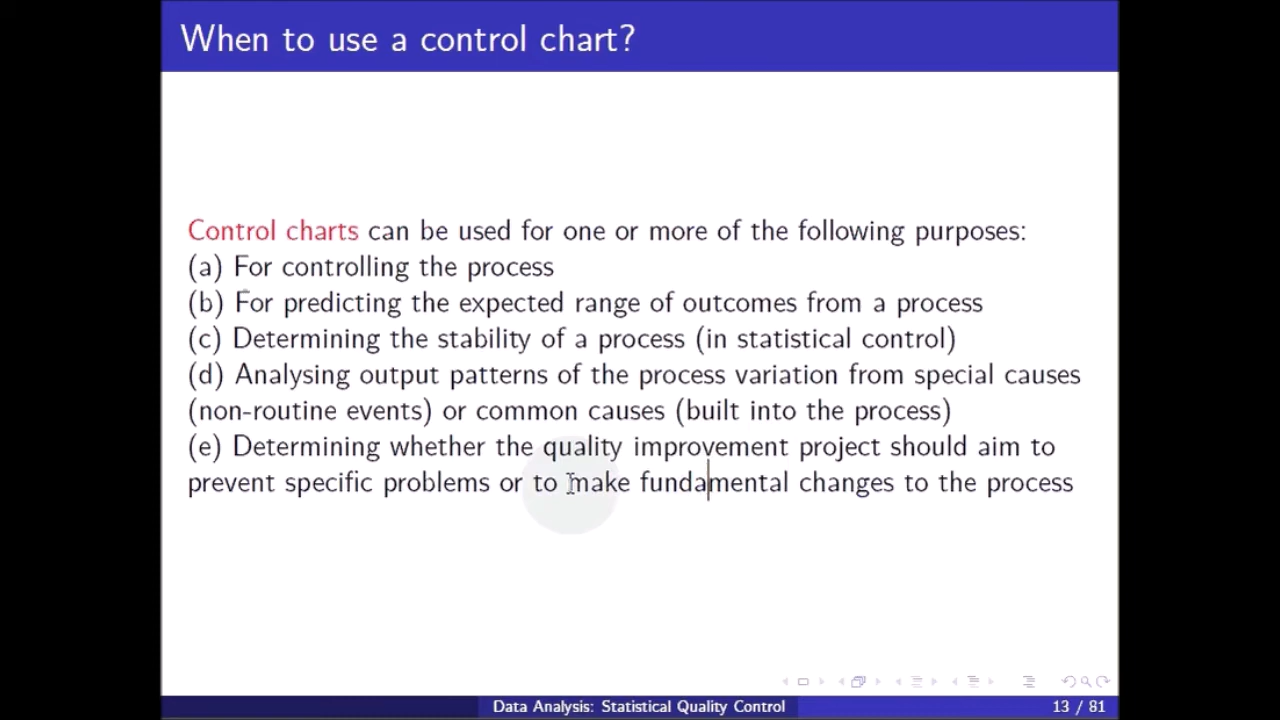 When to use a control chart?
Control charts can be used for one or more of the following purposes:
(a) For controlling the process
(b) For predicting the expected range of outcomes from a process
(c) Determining the stability of a process (in statistical control)
(d) Analysing output patterns of the process variation from special causes
(non-routine events) or common causes (built into the process)
(e) Determining whether the quality improvement project should aim to
prevent specific problems or to make fundamental changes to the process
Data Analysis: Statistical Quality Control
13 / 81